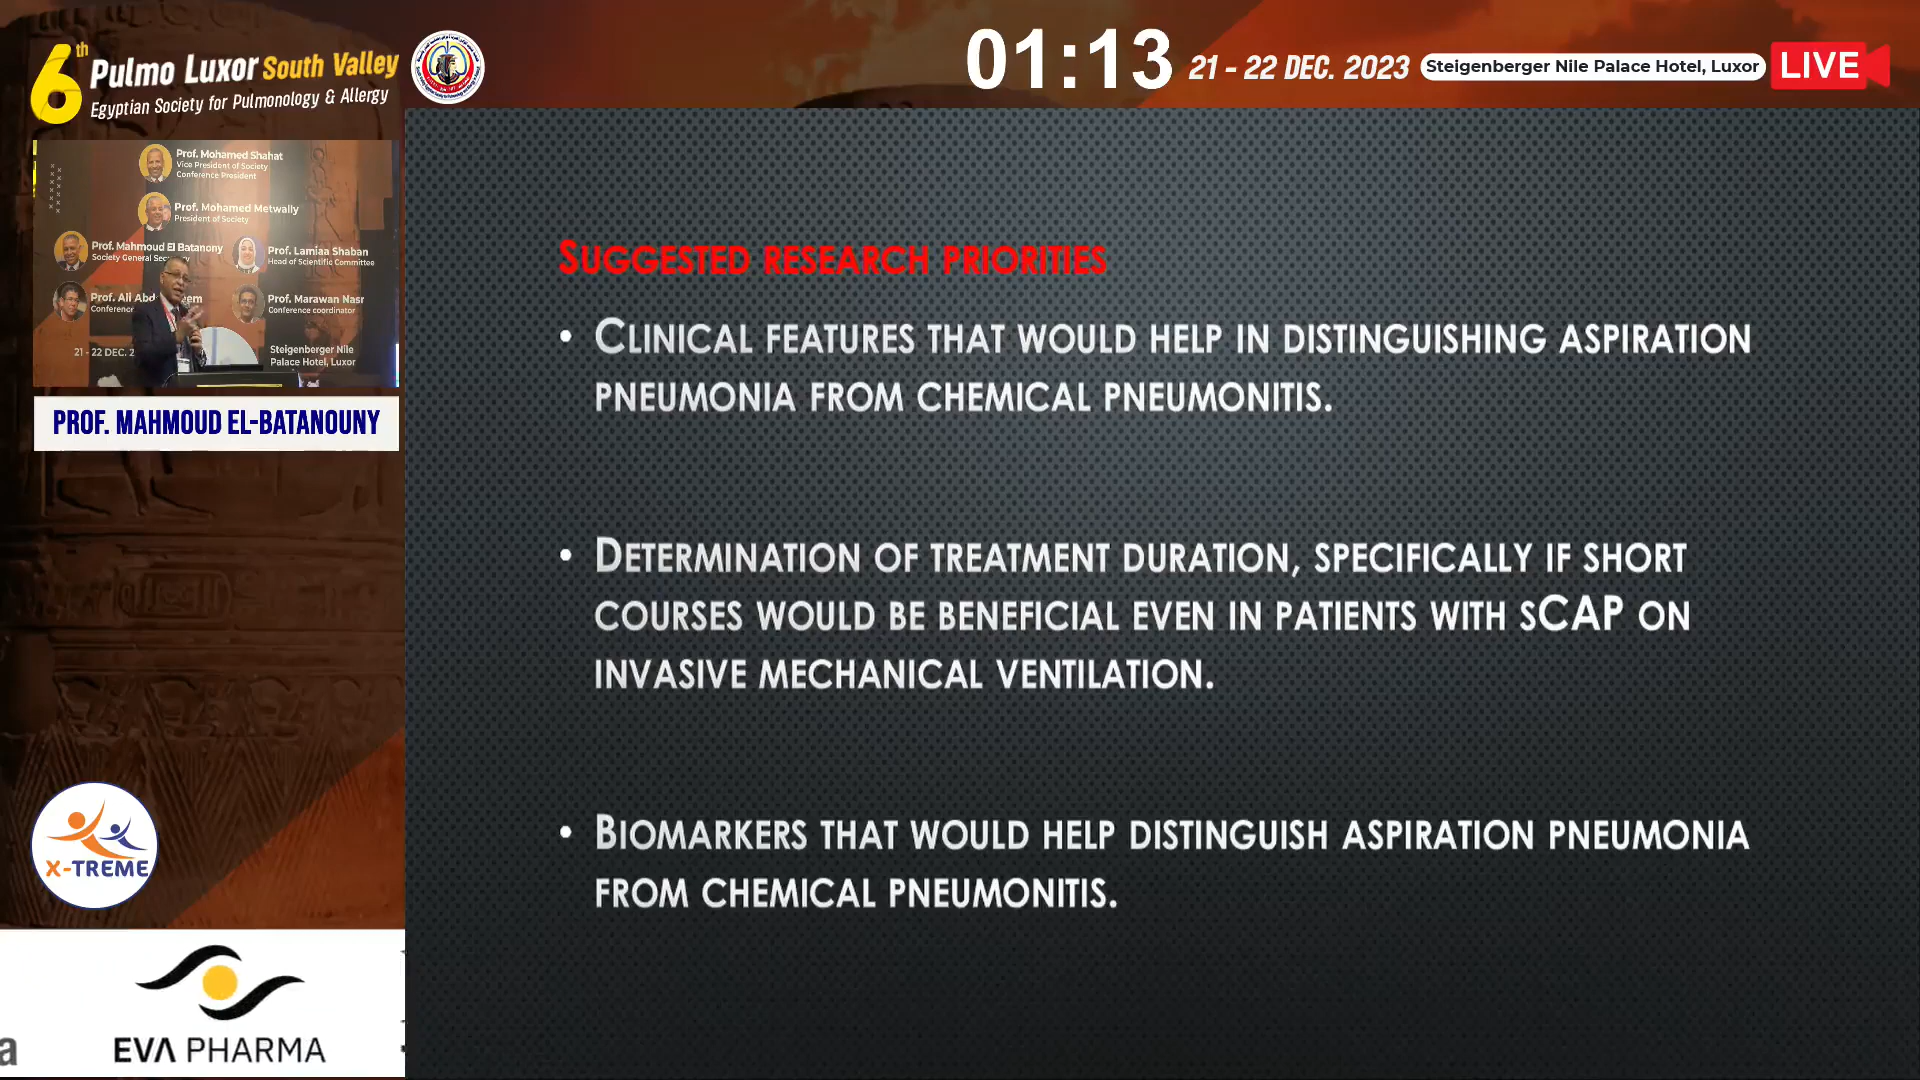 6th Pulmo Luxor South Valley
Egyptian Society for Pulmonology & Allergy
01:13
21 - 22 DEC. 2023
Steigenberger Nile Palace Hotel, Luxor
LIVE
Prof. Mohamed Shahat
Vice President of Society
Conference President
Prof. Mohamed Metwally
President of Society
Prof. Mahmoud El Batanony
Society General
Prof. Lamiaa Shaban
Head of Scientific Committee
Prof. Ali
Prof. Marawan Nasr
Conference coordinator
21 - 22 DEC. 2
Steigenberger Nile
Palace Hotel, Luxor
PROF. MAHMOUD EL-BATANOUNY
SUGGESTED RESEARCH PRIORITIES
• CLINICAL FEATURES THAT WOULD HELP IN DISTINGUISHING ASPIRATION
PNEUMONIA FROM CHEMICAL PNEUMONITIS.
• DETERMINATION OF TREATMENT DURATION, SPECIFICALLY IF SHORT
COURSES WOULD BE BENEFICIAL EVEN IN PATIENTS WITH sCAP ON
INVASIVE MECHANICAL VENTILATION.
• BIOMARKERS THAT WOULD HELP DISTINGUISH ASPIRATION PNEUMONIA
FROM CHEMICAL PNEUMONITIS.
X-TREME
EVA PHARMA
a